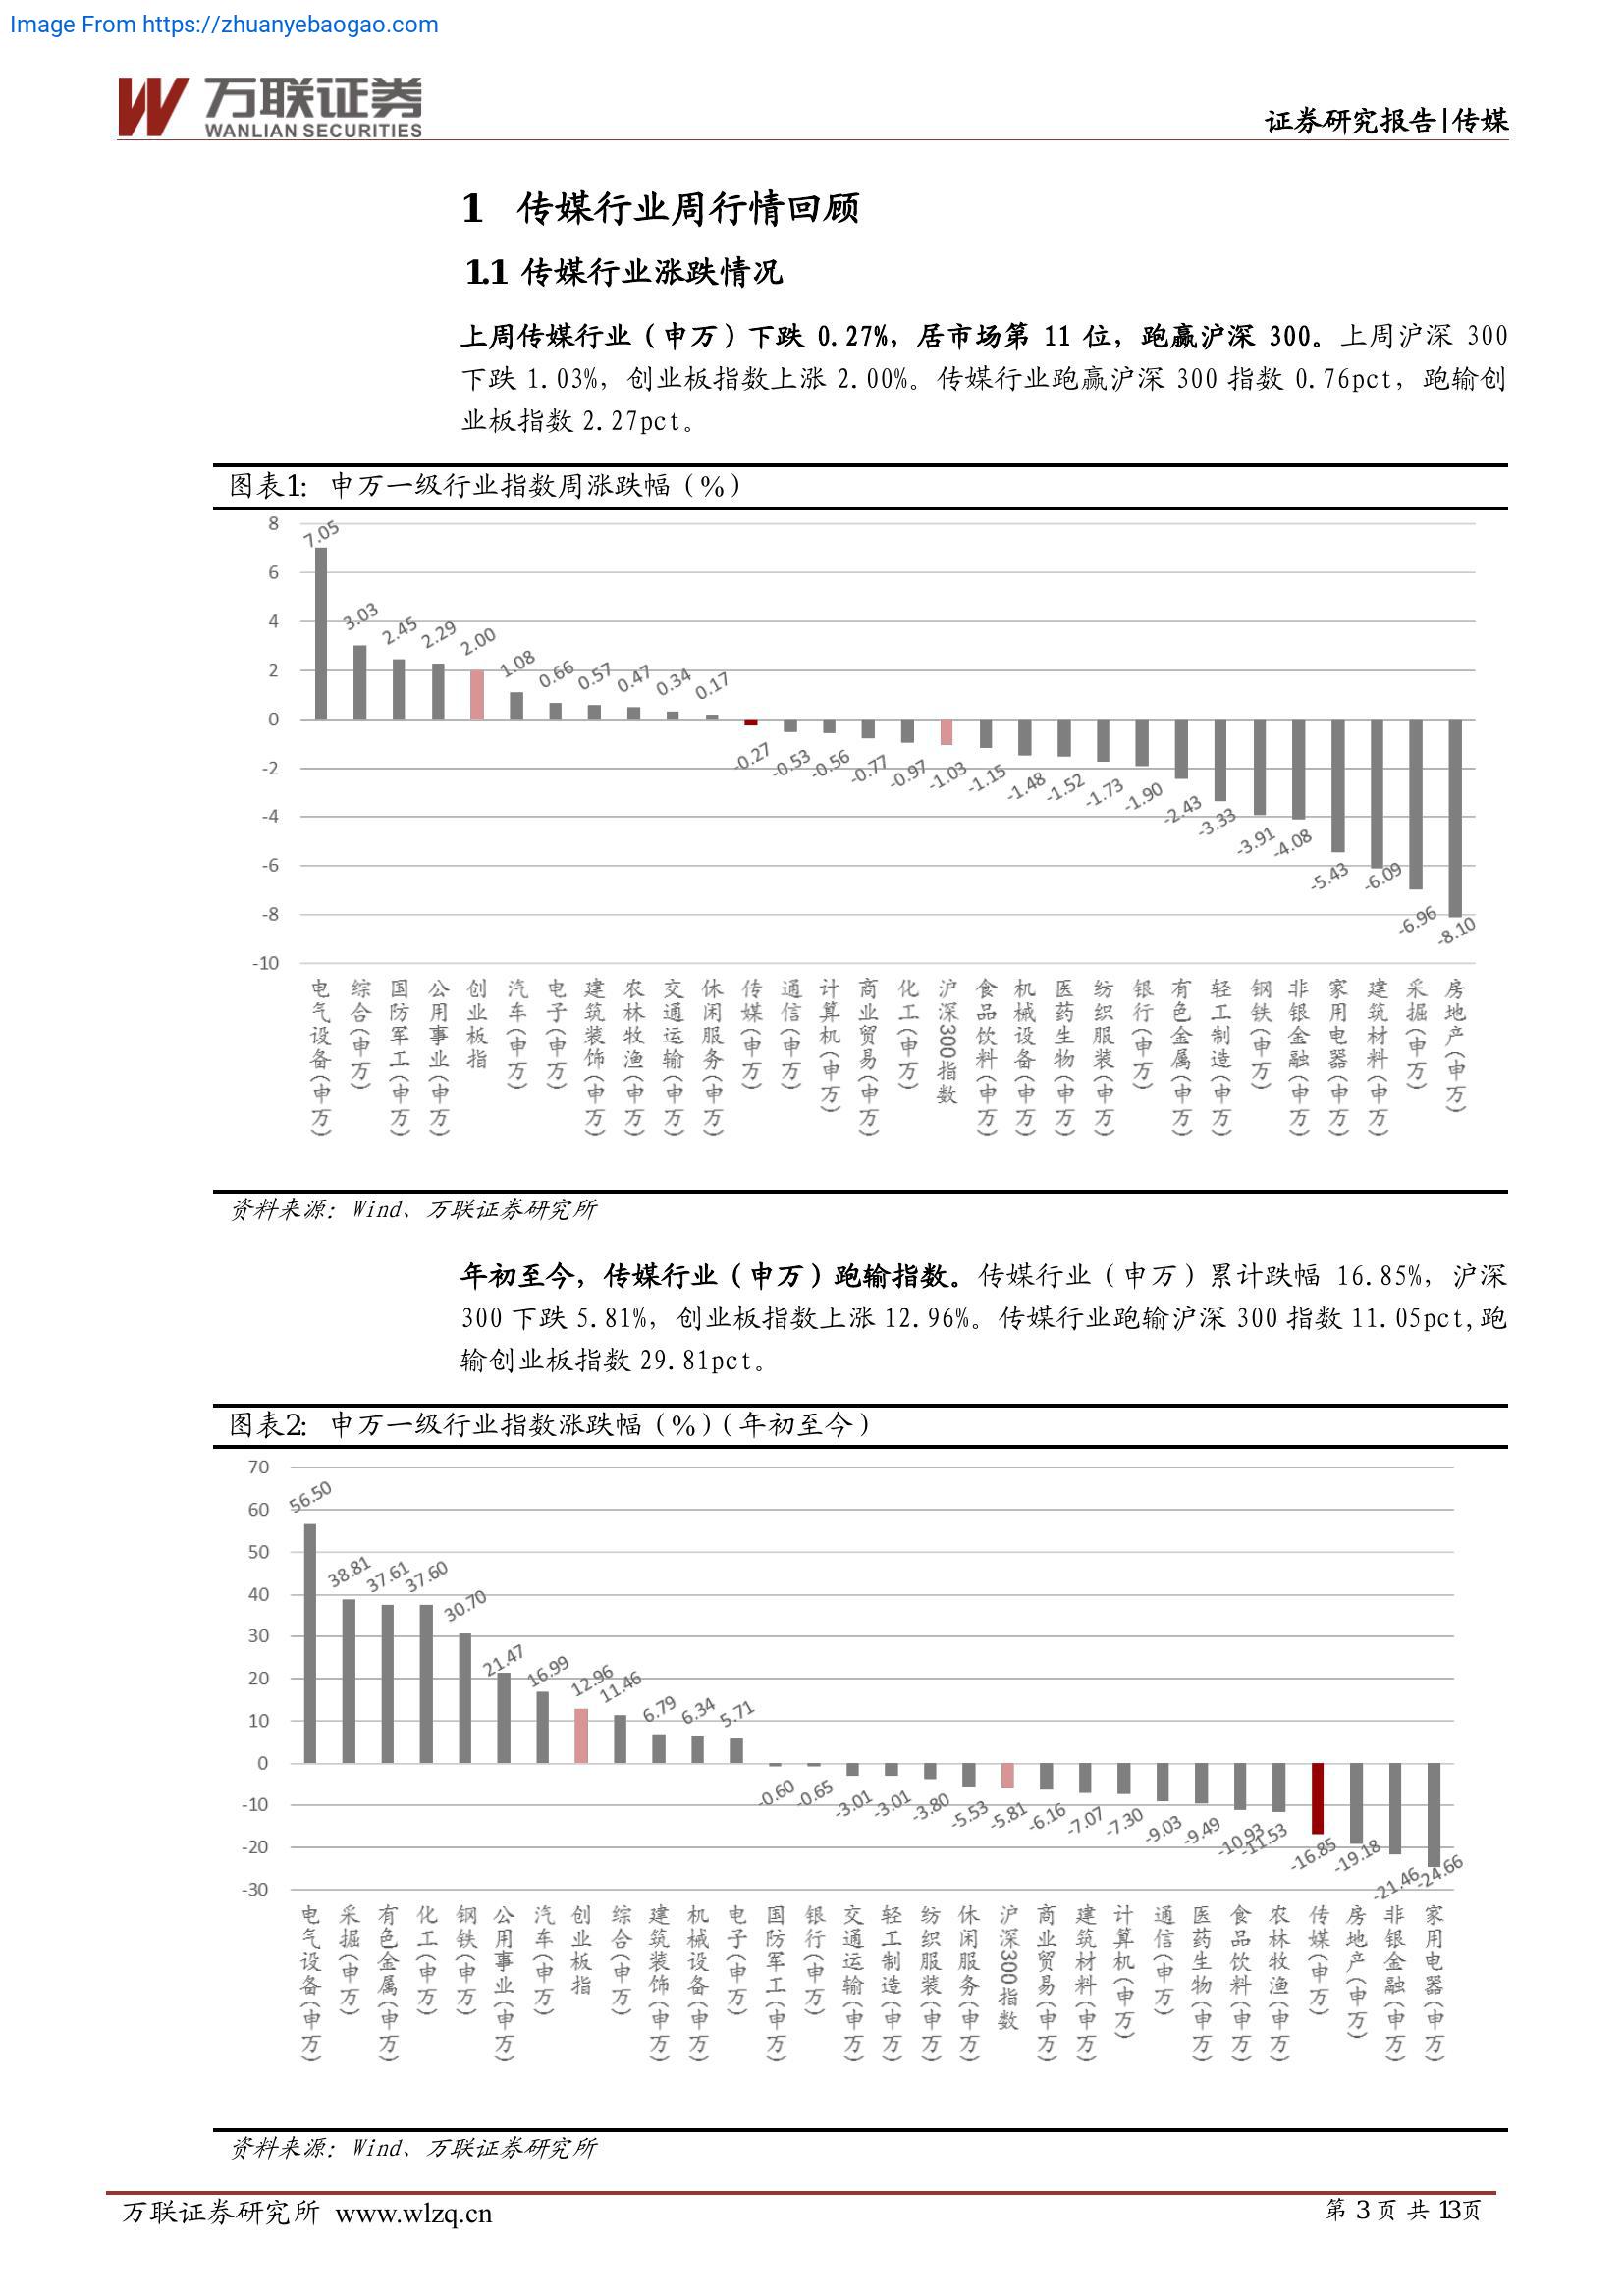 Image From https://zhuanyebaogao.com
万联证券
WANLIAN SECURITIES
证券研究报告|传媒
1 传媒行业周行情回顾
1.1 传媒行业涨跌情况
上周传媒行业（申万）下跌 0.27%，居市场第 11 位，跑赢沪深 300。上周沪深 300
下跌 1.03%，创业板指数上涨 2.00%。传媒行业跑赢沪深 300 指数 0.76pct，跑输创
业板指数 2.27pct。
图表1: 申万一级行业指数周涨跌幅（%）
8
6
4
2
0
-2
-4
-6
-8
-10
7.05
3.03
2.45
2.29
2.00
1.08
0.66
0.57
0.47
0.34
0.17
-0.27
-0.53
-0.56
-0.77
-0.97
-1.03
-1.15
-1.48
-1.52
-1.73
-1.90
-2.43
-3.33
-3.91
-4.08
-5.43
-6.09
-6.96
-8.10
电气设备(申万)
综合(申万)
国防军工(申万)
公用事业(申万)
创业板指
汽车(申万)
电子(申万)
建筑装饰(申万)
农林牧渔(申万)
交通运输(申万)
休闲服务(申万)
传媒(申万)
通信(申万)
计算机(申万)
商业贸易(申万)
化工(申万)
沪深300指数
食品饮料(申万)
机械设备(申万)
医药生物(申万)
纺织服装(申万)
银行(申万)
有色金属(申万)
轻工制造(申万)
钢铁(申万)
非银金融(申万)
家用电器(申万)
建筑材料(申万)
采掘(申万)
房地产(申万)
资料来源：Wind、万联证券研究所
年初至今，传媒行业（申万）跑输指数。传媒行业（申万）累计跌幅 16.85%，沪深
300 下跌 5.81%，创业板指数上涨 12.96%。传媒行业跑输沪深 300 指数 11.05pct,跑
输创业板指数 29.81pct。
图表2: 申万一级行业指数涨跌幅（%）（年初至今）
70
60
50
40
30
20
10
0
-10
-20
-30
56.50
38.81
37.61
37.60
30.70
21.47
16.99
12.96
11.46
6.79
6.34
5.71
-0.60
-0.65
-3.01
-3.01
-3.80
-5.53
-5.81
-6.16
-7.07
-7.30
-9.03
-9.49
-10.93
-11.53
-16.85
-19.18
-21.46
-24.66
电气设备(申万)
采掘(申万)
有色金属(申万)
化工(申万)
钢铁(申万)
公用事业(申万)
汽车(申万)
创业板指
综合(申万)
建筑装饰(申万)
机械设备(申万)
电子(申万)
国防军工(申万)
银行(申万)
交通运输(申万)
轻工制造(申万)
纺织服装(申万)
休闲服务(申万)
沪深300指数
商业贸易(申万)
建筑材料(申万)
计算机(申万)
通信(申万)
医药生物(申万)
食品饮料(申万)
农林牧渔(申万)
传媒(申万)
房地产(申万)
非银金融(申万)
家用电器(申万)
资料来源：Wind、万联证券研究所
万联证券研究所 www.wlzq.cn
第 3 页 共 13页